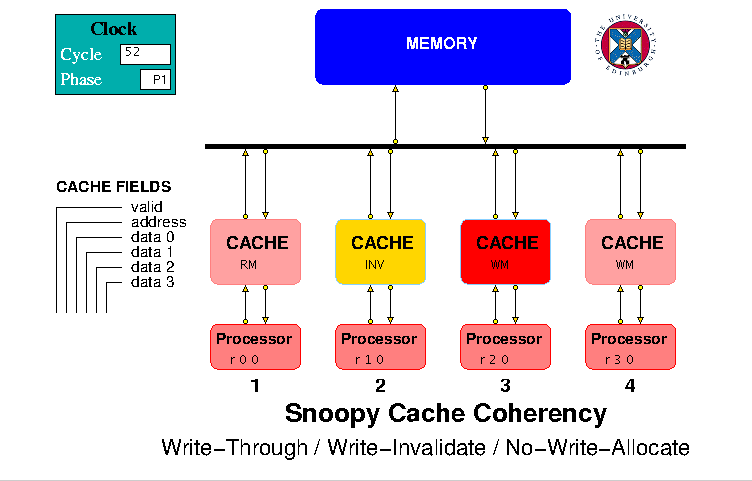 Clock
Cycle 52
Phase P1
MEMORY
THE UNIVERSITY OF EDINBURGH
CACHE FIELDS
valid
address
data 0
data 1
data 2
data 3
CACHE CACHE CACHE CACHE
RM INV WM WM
Processor Processor Processor Processor
r 0 0 r 1 0 r 2 0 r 3 0
1 2 3 4
Snoopy Cache Coherency
Write-Through / Write-Invalidate / No-Write-Allocate